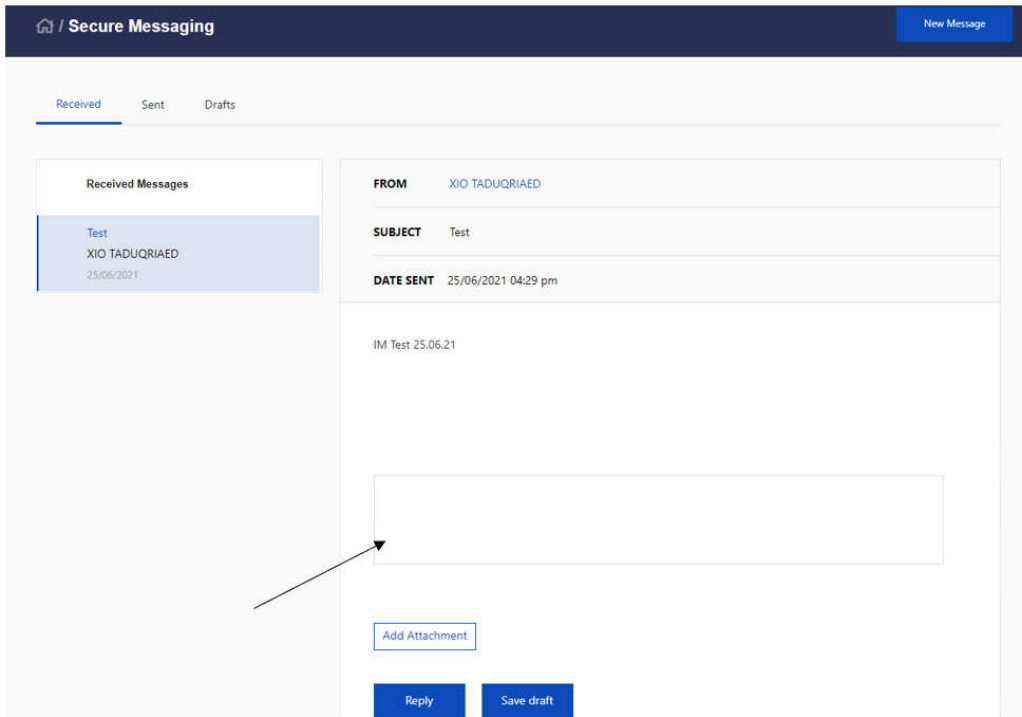 / Secure Messaging
New Message
Received Sent Drafts
Received Messages
Test
XIO TADUQRIAED
25/06/2021
FROM XIO TADUQRIAED
SUBJECT Test
DATE SENT 25/06/2021 04:29 pm
IM Test 25.06.21
Add Attachment
Reply Save draft